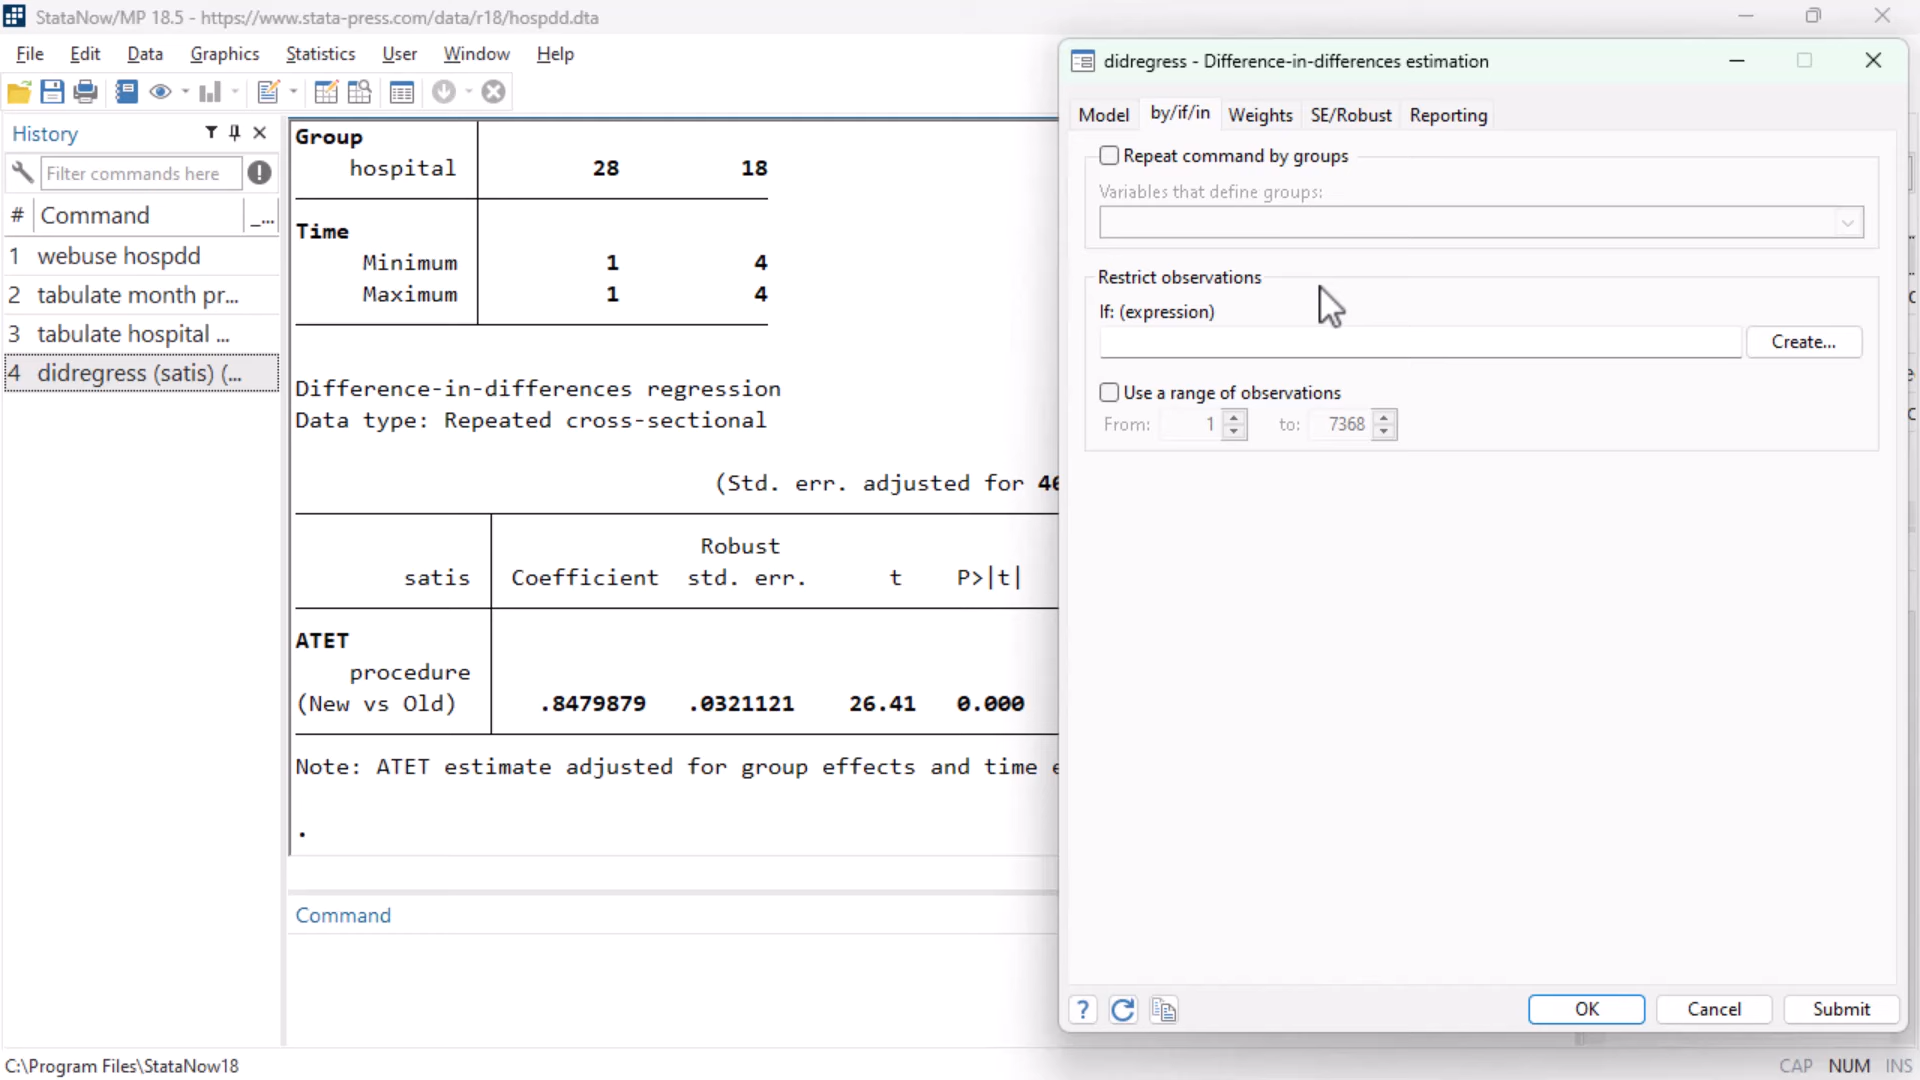 StataNow/MP 18.5 - https://www.stata-press.com/data/r18/hospdd.dta
File Edit Data Graphics Statistics User Window Help
History
Filter commands here
# Command _...
1 webuse hospdd
2 tabulate month pr...
3 tabulate hospital ...
4 didregress (satis) (...
Group
hospital 28 18
Time
Minimum 1 4
Maximum 1 4
Difference-in-differences regression
Data type: Repeated cross-sectional
(Std. err. adjusted for
Robust
satis Coefficient std. err. t P>|t|
ATET
procedure
(New vs Old) .8479879 .0321121 26.41 0.000
Note: ATET estimate adjusted for group effects and time
.
Command
didregress - Difference-in-differences estimation
Model by/if/in Weights SE/Robust Reporting
Repeat command by groups
Variables that define groups:
Restrict observations
If: (expression)
Create...
Use a range of observations
From: 1 to: 7368
? OK Cancel Submit
C:\Program Files\StataNow18
CAP NUM INS